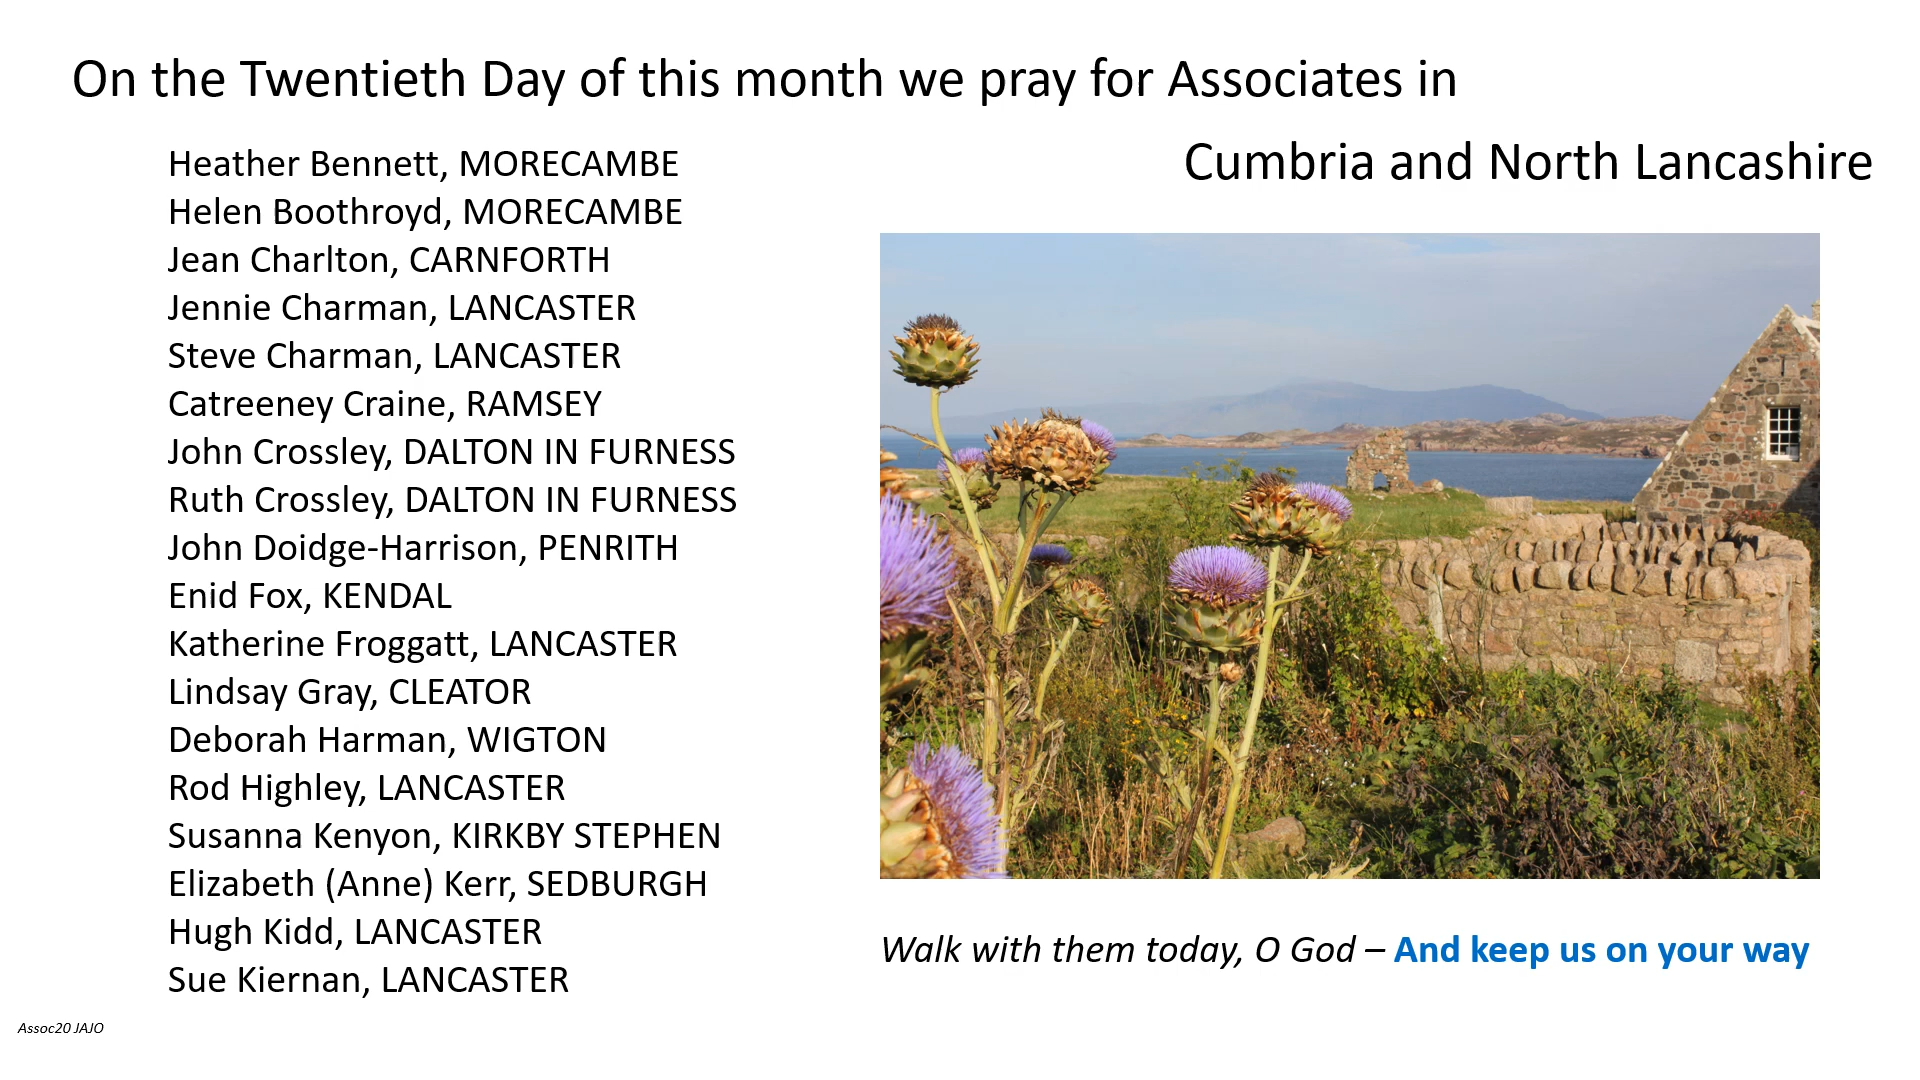 On the Twentieth Day of this month we pray for Associates in
Cumbria and North Lancashire
Heather Bennett, MORECAMBE
Helen Boothroyd, MORECAMBE
Jean Charlton, CARNFORTH
Jennie Charman, LANCASTER
Steve Charman, LANCASTER
Catreeney Craine, RAMSEY
John Crossley, DALTON IN FURNESS
Ruth Crossley, DALTON IN FURNESS
John Doidge-Harrison, PENRITH
Enid Fox, KENDAL
Katherine Froggatt, LANCASTER
Lindsay Gray, CLEATOR
Deborah Harman, WIGTON
Rod Highley, LANCASTER
Susanna Kenyon, KIRKBY STEPHEN
Elizabeth (Anne) Kerr, SEDBURGH
Hugh Kidd, LANCASTER
Sue Kiernan, LANCASTER
Walk with them today, O God – And keep us on your way
Assoc20 JAJO